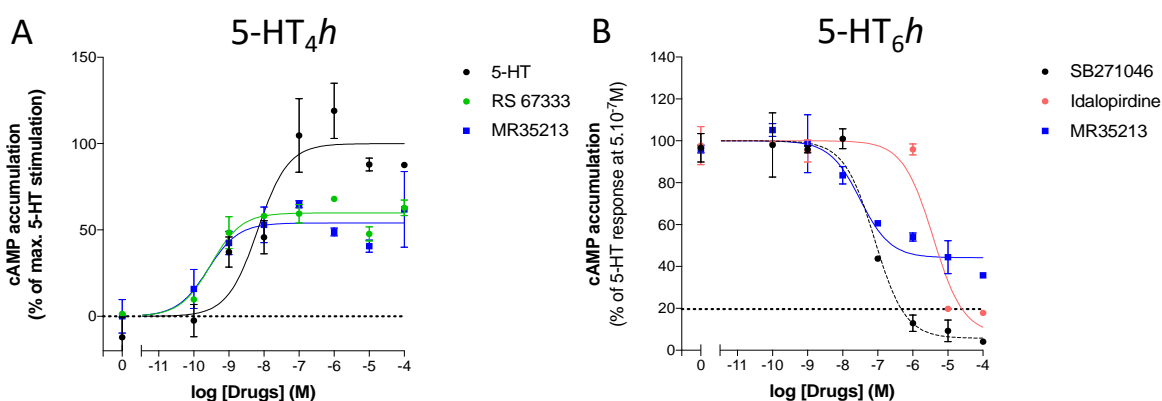 A
5-HT4h
150
100
50
0
0
-11
-10
-9
-8
-7
-6
-5
-4
cAMP accumulation
(% of max. 5-HT stimulation)
log [Drugs] (M)
5-HT
RS 67333
MR35213
B
5-HT6h
140
120
100
80
60
40
20
0
0
-11
-10
-9
-8
-7
-6
-5
-4
cAMP accumulation
(% of 5-HT response at 5.10-7M)
log [Drugs] (M)
SB271046
Idalopirdine
MR35213